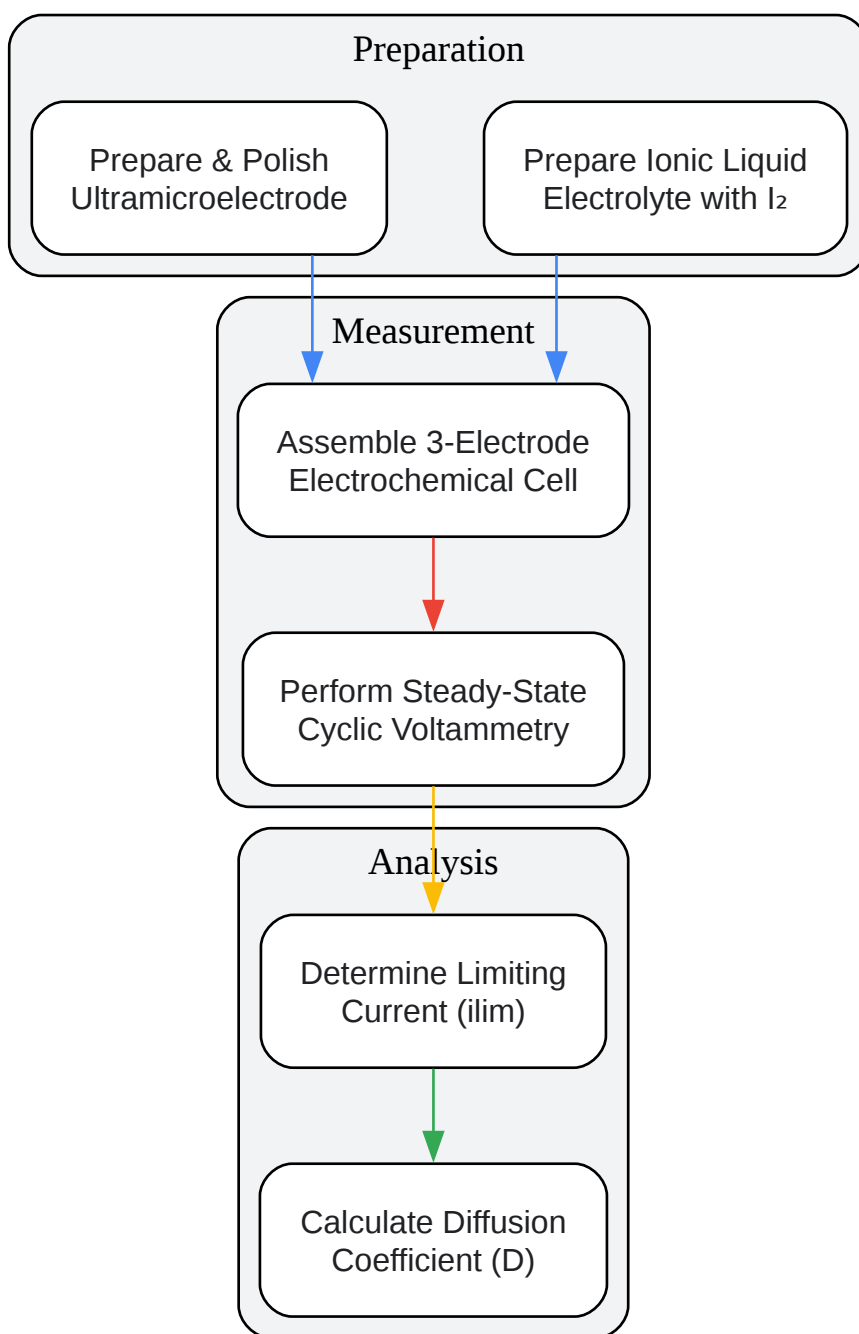 Preparation
Prepare & Polish
Ultramicroelectrode
Prepare Ionic Liquid
Electrolyte with I₂
Measurement
Assemble 3-Electrode
Electrochemical Cell
Perform Steady-State
Cyclic Voltammetry
Analysis
Determine Limiting
Current (ilim)
Calculate Diffusion
Coefficient (D)